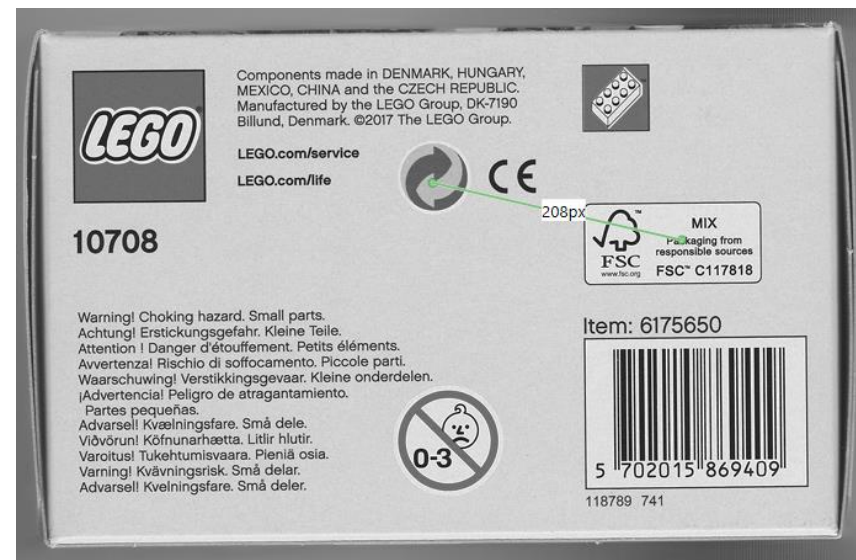 LEGO
Components made in DENMARK, HUNGARY,
MEXICO, CHINA and the CZECH REPUBLIC.
Manufactured by the LEGO Group, DK-7190
Billund, Denmark. ©2017 The LEGO Group.
LEGO.com/service
LEGO.com/life
CE
208px
10708
FSC
www.fsc.org
™
MIX
Packaging from
responsible sources
FSC™ C117818
Warning! Choking hazard. Small parts.
Achtung! Erstickungsgefahr. Kleine Teile.
Attention ! Danger d'étouffement. Petits éléments.
Avvertenza! Rischio di soffocamento. Piccole parti.
Waarschuwing! Verstikkingsgevaar. Kleine onderdelen.
¡Advertencia! Peligro de atragantamiento.
Partes pequeñas.
Advarsel! Kvælningsfare. Små dele.
Viðvörun! Köfnunarhætta. Litlir hlutir.
Varoitus! Tukehtumisvaara. Pieniä osia.
Varning! Kvävningsrisk. Små delar.
Advarsel! Kvelningsfare. Små deler.
0-3
Item: 6175650
5 702015 869409
118789 741